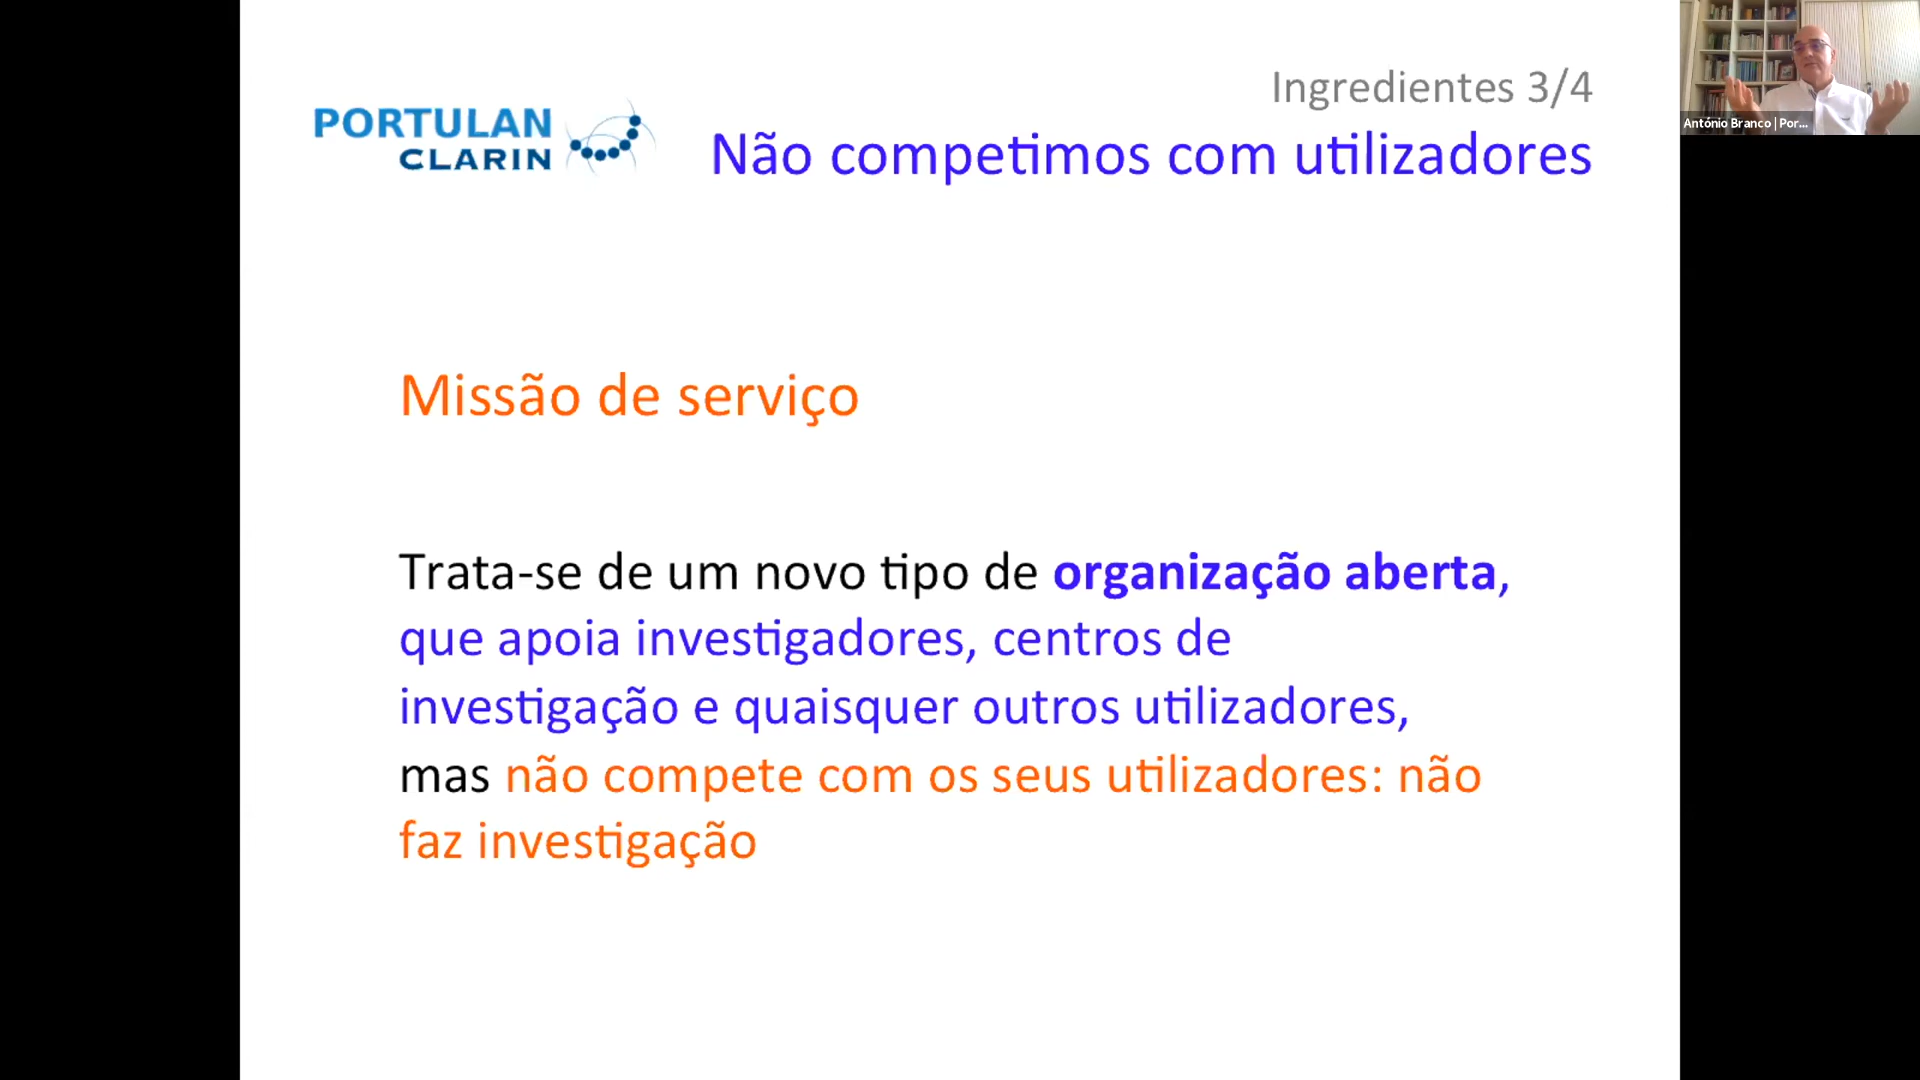 Ingredientes 3/4
PORTULAN
CLARIN
Não competimos com utilizadores
António Branco | Por...
Missão de serviço
Trata-se de um novo tipo de organização aberta,
que apoia investigadores, centros de
investigação e quaisquer outros utilizadores,
mas não compete com os seus utilizadores: não
faz investigação